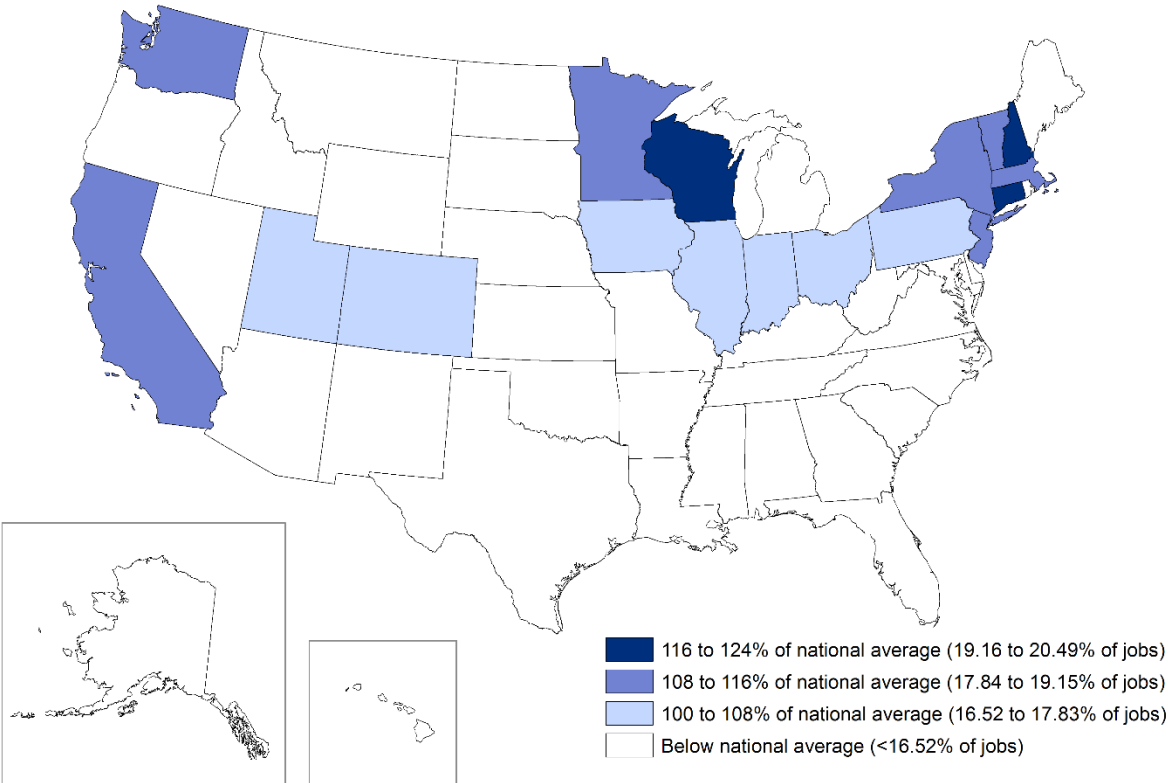 116 to 124% of national average (19.16 to 20.49% of jobs)
108 to 116% of national average (17.84 to 19.15% of jobs)
100 to 108% of national average (16.52 to 17.83% of jobs)
Below national average (<16.52% of jobs)